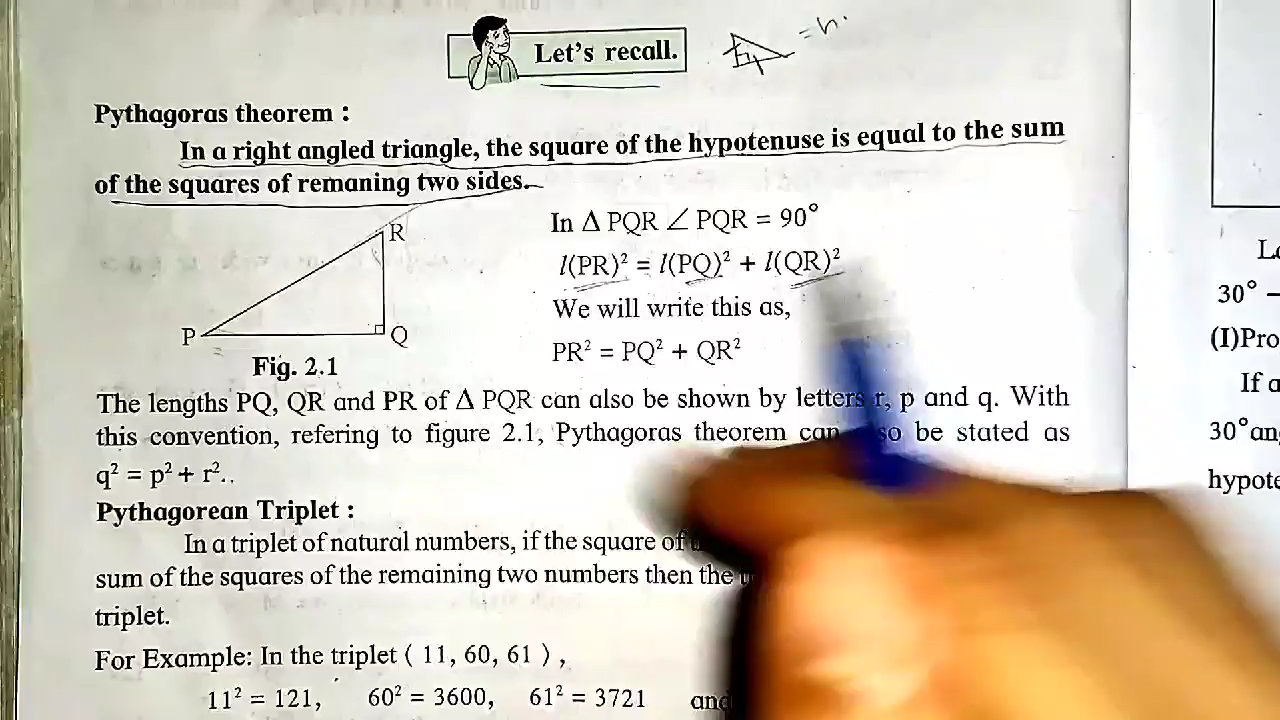 Let's recall.
= h.
Pythagoras theorem :
In a right angled triangle, the square of the hypotenuse is equal to the sum
of the squares of remaning two sides.
R
P
Q
Fig. 2.1
In Δ PQR ∠ PQR = 90°
l(PR)² = l(PQ)² + l(QR)²
We will write this as,
PR² = PQ² + QR²
The lengths PQ, QR and PR of Δ PQR can also be shown by letters r, p and q. With
this convention, refering to figure 2.1, Pythagoras theorem can also be stated as
q² = p² + r².
Pythagorean Triplet :
In a triplet of natural numbers, if the square of
sum of the squares of the remaining two numbers then the
triplet.
For Example: In the triplet ( 11, 60, 61 ) ,
11² = 121, 60² = 3600, 61² = 3721 and
30° –
(I)Pro
If a
30°an
hypote